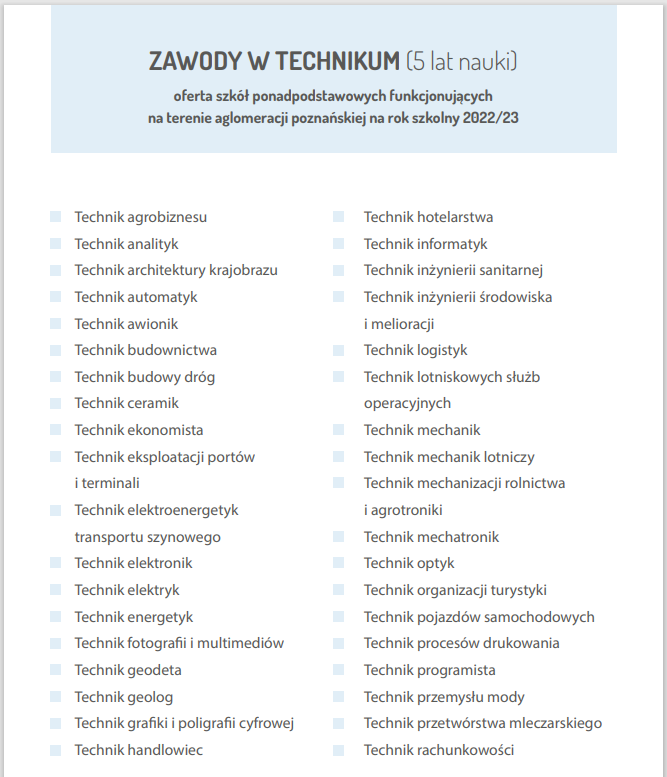 ZAWODY W TECHNIKUM (5 lat nauki)
oferta szkół ponadpodstawowych funkcjonujących
na terenie aglomeracji poznańskiej na rok szkolny 2022/23
Technik agrobiznesu
Technik analityk
Technik architektury krajobrazu
Technik automatyk
Technik awionik
Technik budownictwa
Technik budowy dróg
Technik ceramik
Technik ekonomista
Technik eksploatacji portów
i terminali
Technik elektroenergetyk
transportu szynowego
Technik elektronik
Technik elektryk
Technik energetyk
Technik fotografii i multimediów
Technik geodeta
Technik geolog
Technik grafiki i poligrafii cyfrowej
Technik handlowiec
Technik hotelarstwa
Technik informatyk
Technik inżynierii sanitarnej
Technik inżynierii środowiska
i melioracji
Technik logistyk
Technik lotniskowych służb
operacyjnych
Technik mechanik
Technik mechanik lotniczy
Technik mechanizacji rolnictwa
i agrotroniki
Technik mechatronik
Technik optyk
Technik organizacji turystyki
Technik pojazdów samochodowych
Technik procesów drukowania
Technik programista
Technik przemysłu mody
Technik przetwórstwa mleczarskiego
Technik rachunkowości